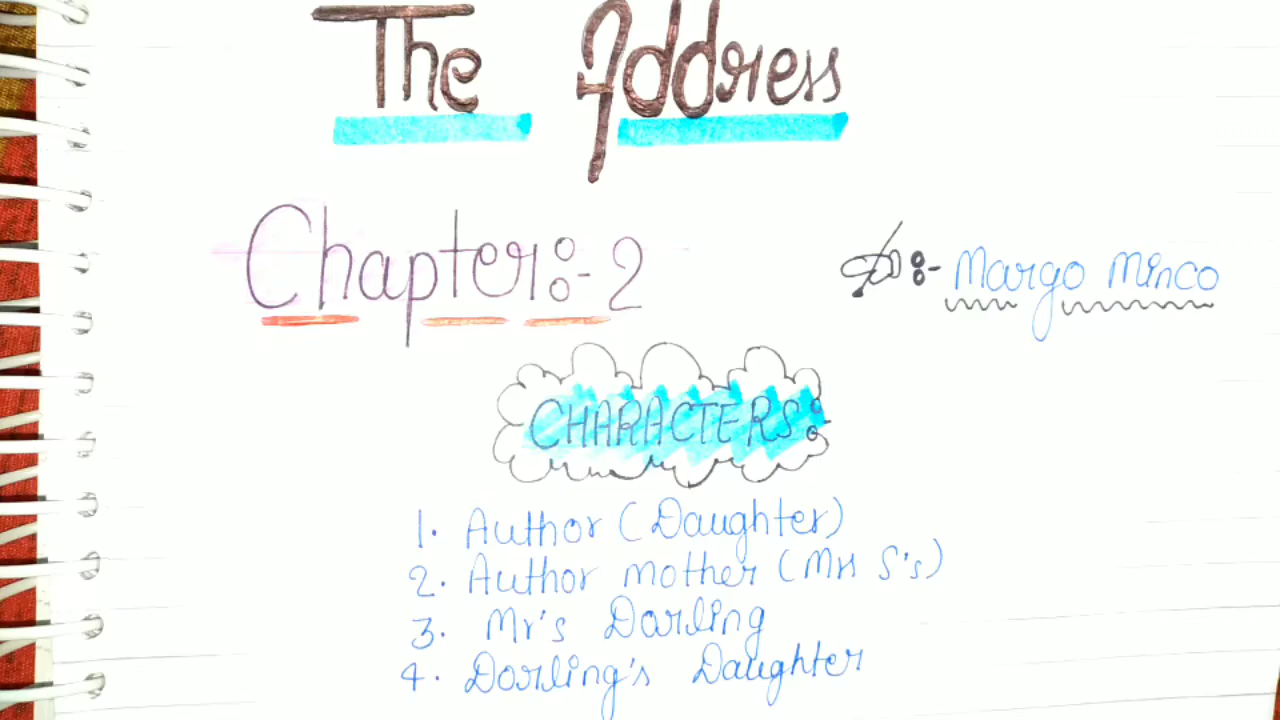 The Address
Chapter:-2
:- Margo Minco
CHARACTERS:-
1. Author (Daughter)
2. Author mother (Mrs S's)
3. Mr's Darling
4. Dorling's Daughter